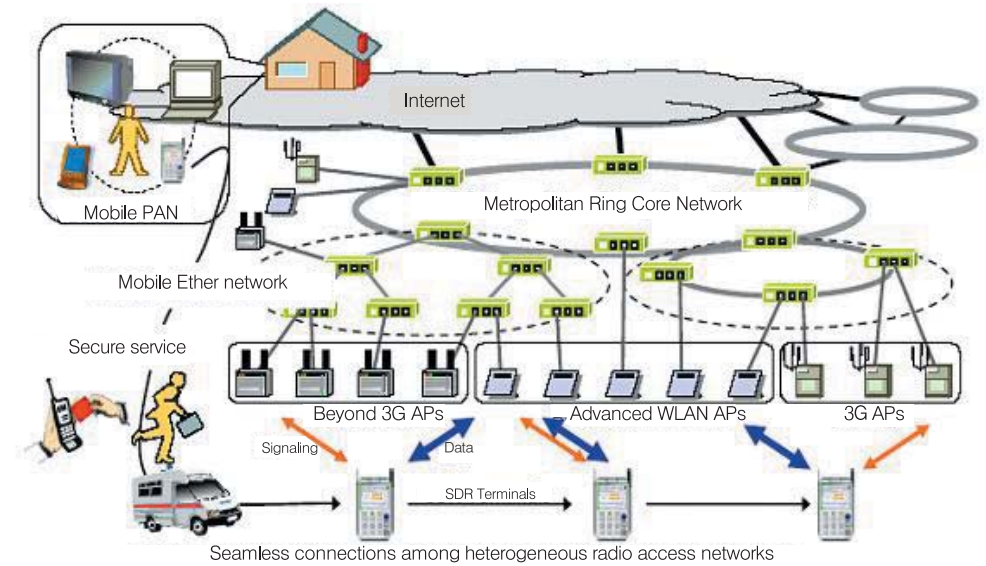 Internet
Mobile PAN
Metropolitan Ring Core Network
Mobile Ether network
Secure service
Beyond 3G APs
Advanced WLAN APs
3G APs
Signaling
Data
SDR Terminals
Seamless connections among heterogeneous radio access networks